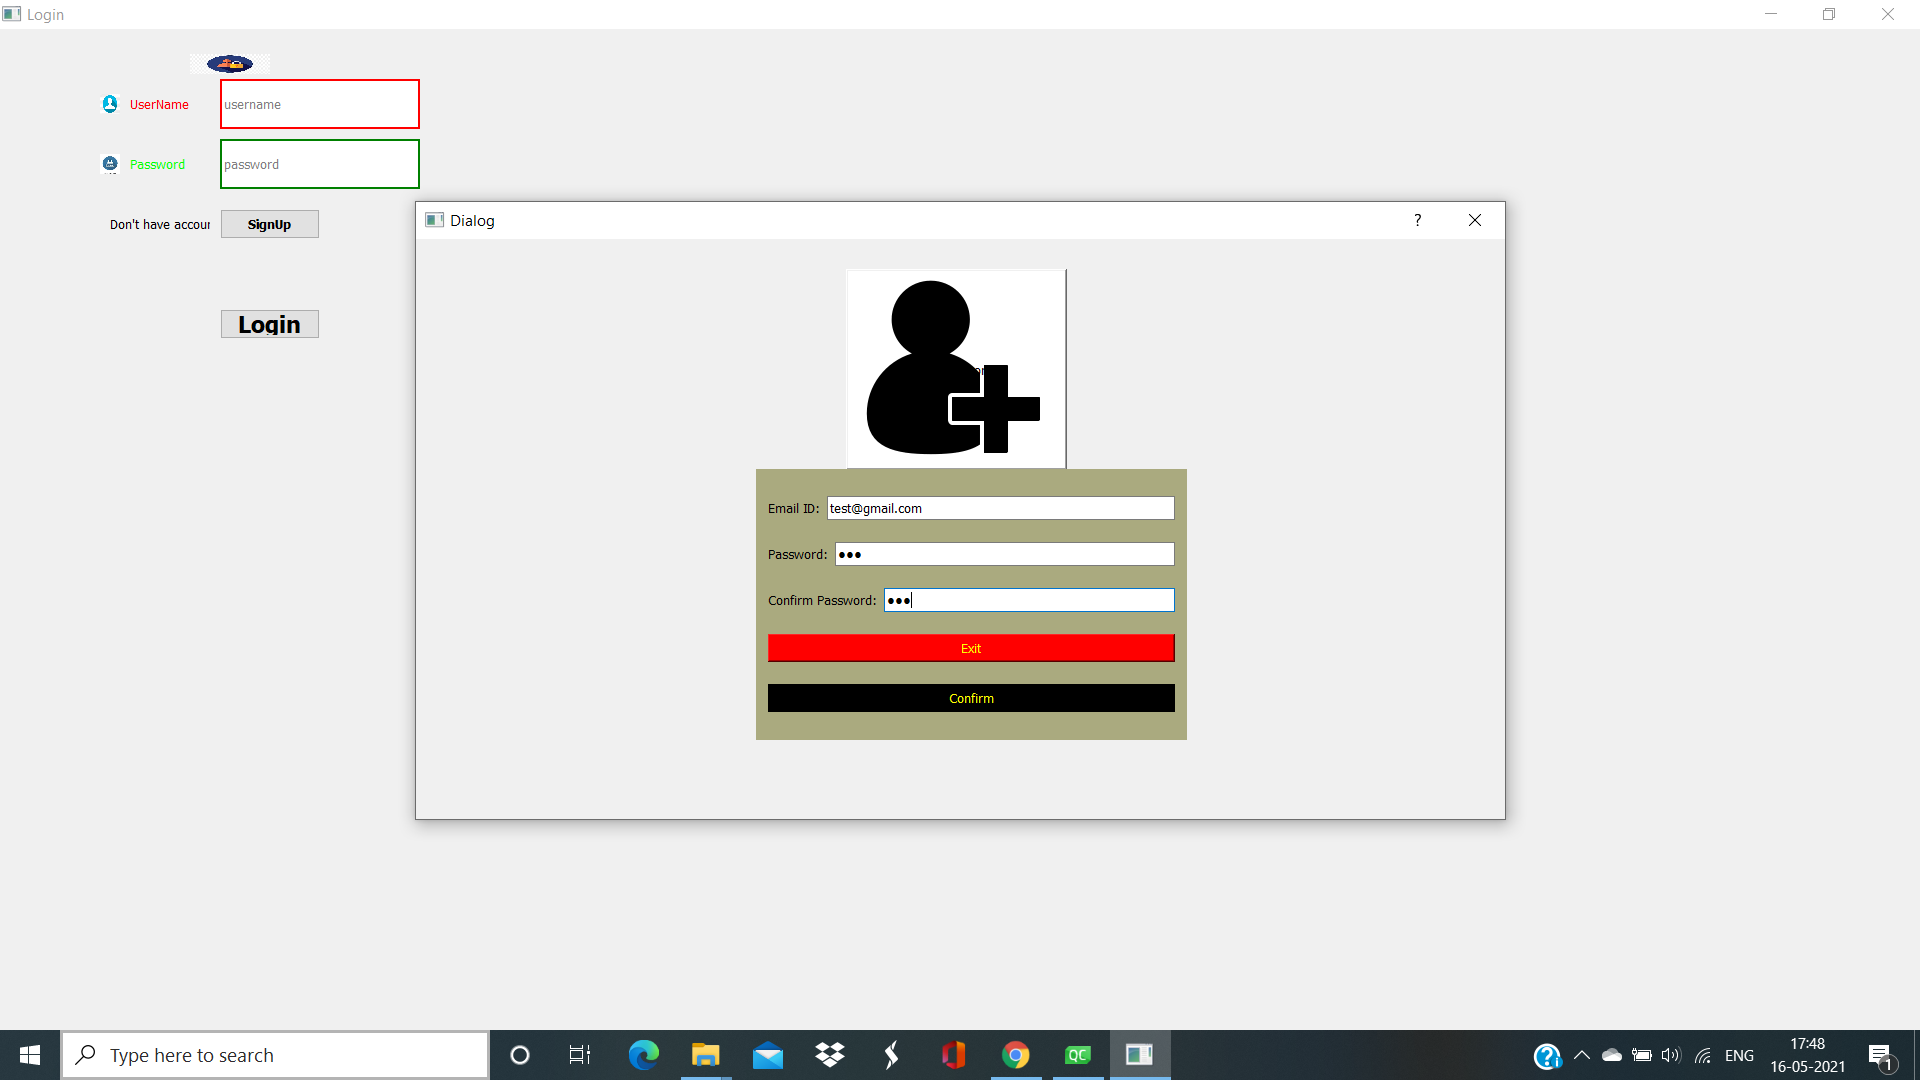 Login
UserName
username
Password
password
Don't have accour
SignUp
Login
Dialog
?
Email ID:
test@gmail.com
Password:
Confirm Password:
Exit
Confirm
Type here to search
QC
ENG
17:48
16-05-2021
1